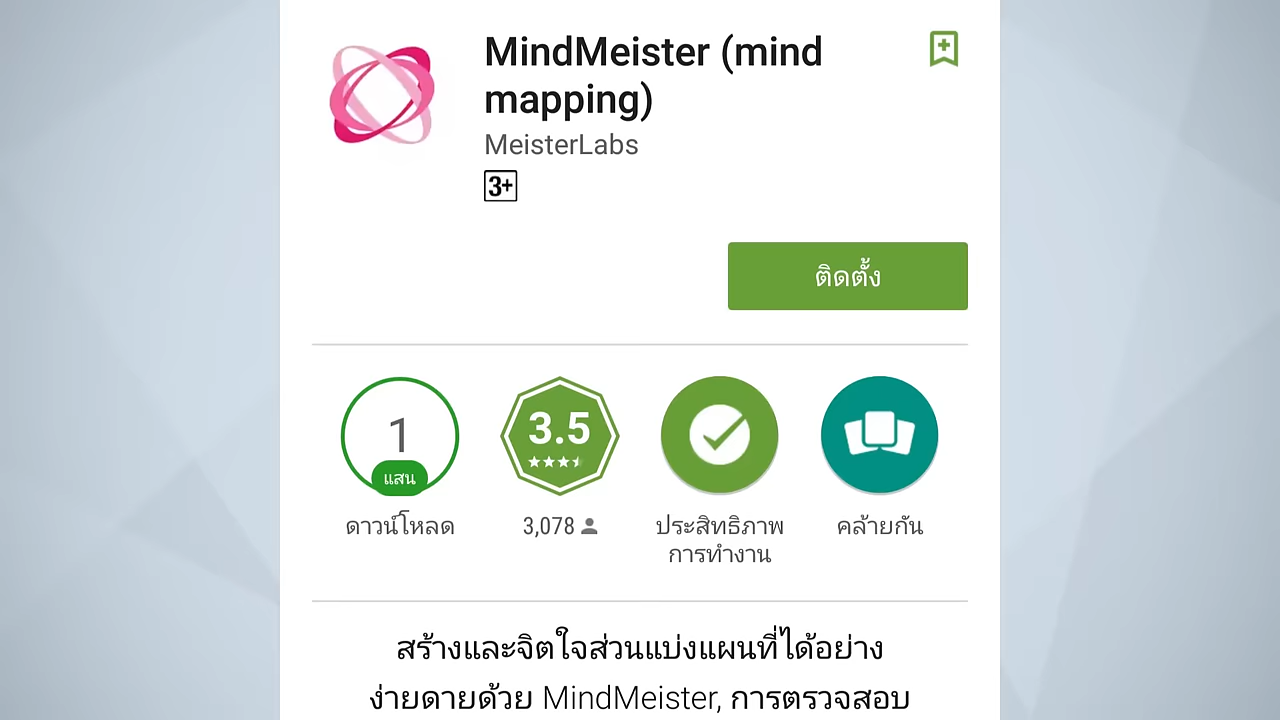 MindMeister (mind
mapping)
MeisterLabs
3+
ติดตั้ง
1
แสน
ดาวน์โหลด
3.5
3,078
ประสิทธิภาพ
การทำงาน
คล้ายกัน
สร้างและจิตใจส่วนแบ่งแผนที่ได้อย่าง
ง่ายดายด้วย MindMeister, การตรวจสอบ